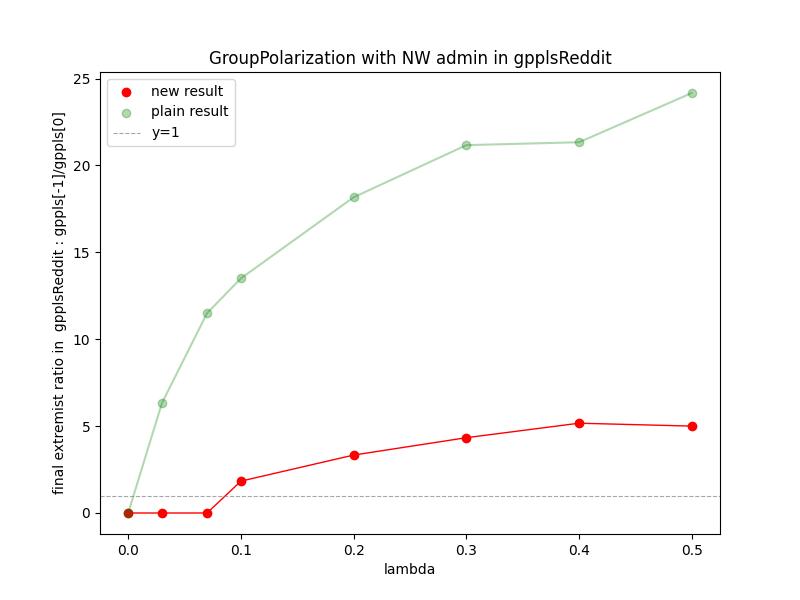 GroupPolarization with NW admin in gpplsReddit
new result
plain result
y=1
final extremist ratio in  gpplsReddit : gppls[-1]/gppls[0]
25
20
15
10
5
0
0.0 0.1 0.2 0.3 0.4 0.5
lambda